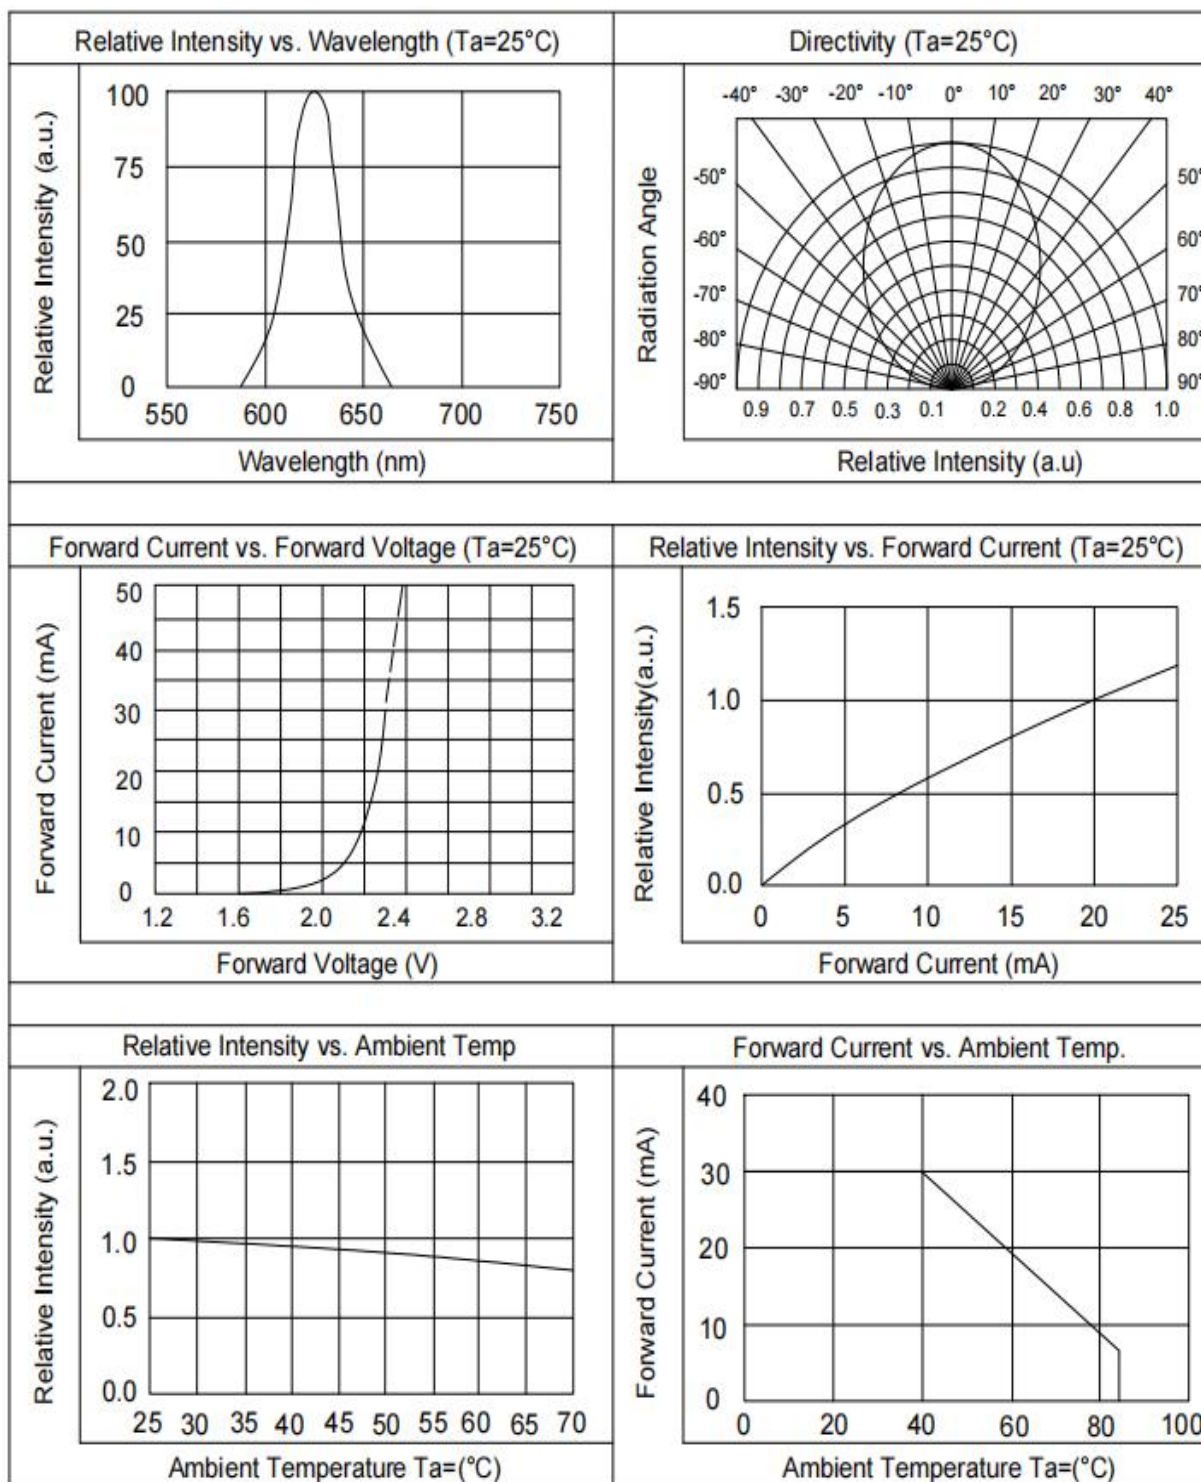 Relative Intensity vs. Wavelength (Ta=25°C)
Relative Intensity (a.u.)
100
75
50
25
0
550 600 650 700 750
Wavelength (nm)
Directivity (Ta=25°C)
Radiation Angle
-40° -30° -20° -10° 0° 10° 20° 30° 40°
-50° 50°
-60° 60°
-70° 70°
-80° 80°
-90° 90°
0.9 0.7 0.5 0.3 0.1 0.2 0.4 0.6 0.8 1.0
Relative Intensity (a.u)
Forward Current vs. Forward Voltage (Ta=25°C)
Forward Current (mA)
50
40
30
20
10
0
1.2 1.6 2.0 2.4 2.8 3.2
Forward Voltage (V)
Relative Intensity vs. Forward Current (Ta=25°C)
Relative Intensity(a.u.)
1.5
1.0
0.5
0.0
0 5 10 15 20 25
Forward Current (mA)
Relative Intensity vs. Ambient Temp
Relative Intensity (a.u.)
2.0
1.5
1.0
0.5
0.0
25 30 35 40 45 50 55 60 65 70
Ambient Temperature Ta=(°C)
Forward Current vs. Ambient Temp.
Forward Current (mA)
40
30
20
10
0
0 20 40 60 80 100
Ambient Temperature Ta=(°C)